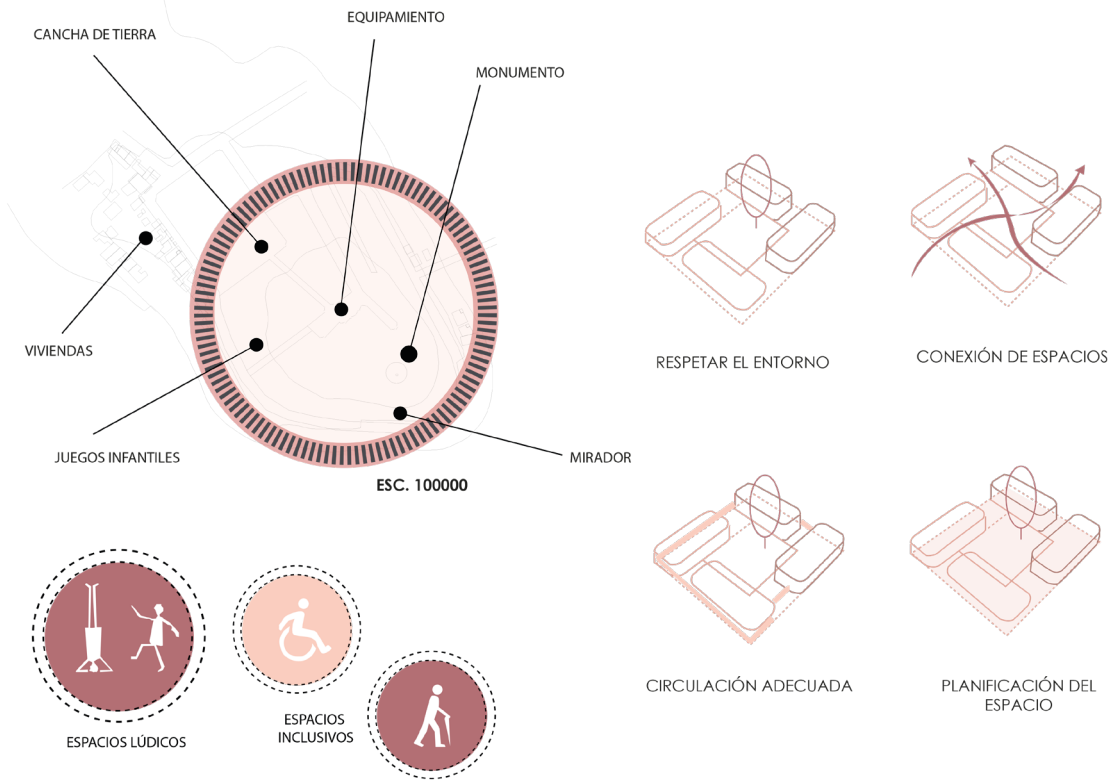 EQUIPAMIENTO
CANCHA DE TIERRA
MONUMENTO
VIVIENDAS
JUEGOS INFANTILES
MIRADOR
ESC. 100000
RESPETAR EL ENTORNO
CONEXIÓN DE ESPACIOS
CIRCULACIÓN ADECUADA
PLANIFICACIÓN DEL
ESPACIO
ESPACIOS LÚDICOS
ESPACIOS
INCLUSIVOS